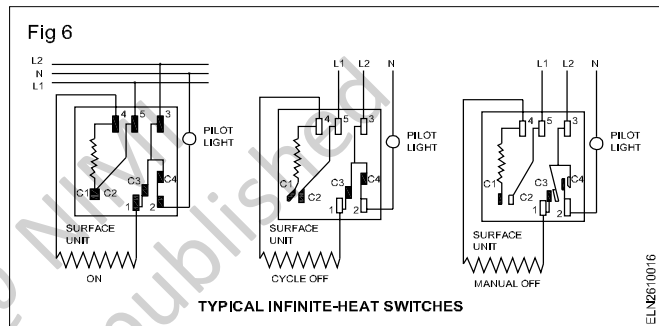 Fig 6
L2
N
L1
4 5 3
PILOT
LIGHT
C1 C2
C3
C4
1 2
SURFACE
UNIT
ON
L1 L2 N
4 5 3
PILOT
LIGHT
C1 C2
C3
C4
1 2
SURFACE
UNIT
CYCLE OFF
L1 L2 N
4 5 3
PILOT
LIGHT
C1 C2
C3
C4
1 2
SURFACE
UNIT
MANUAL OFF
TYPICAL INFINITE-HEAT SWITCHES
ELN2610016
© NIMI
published